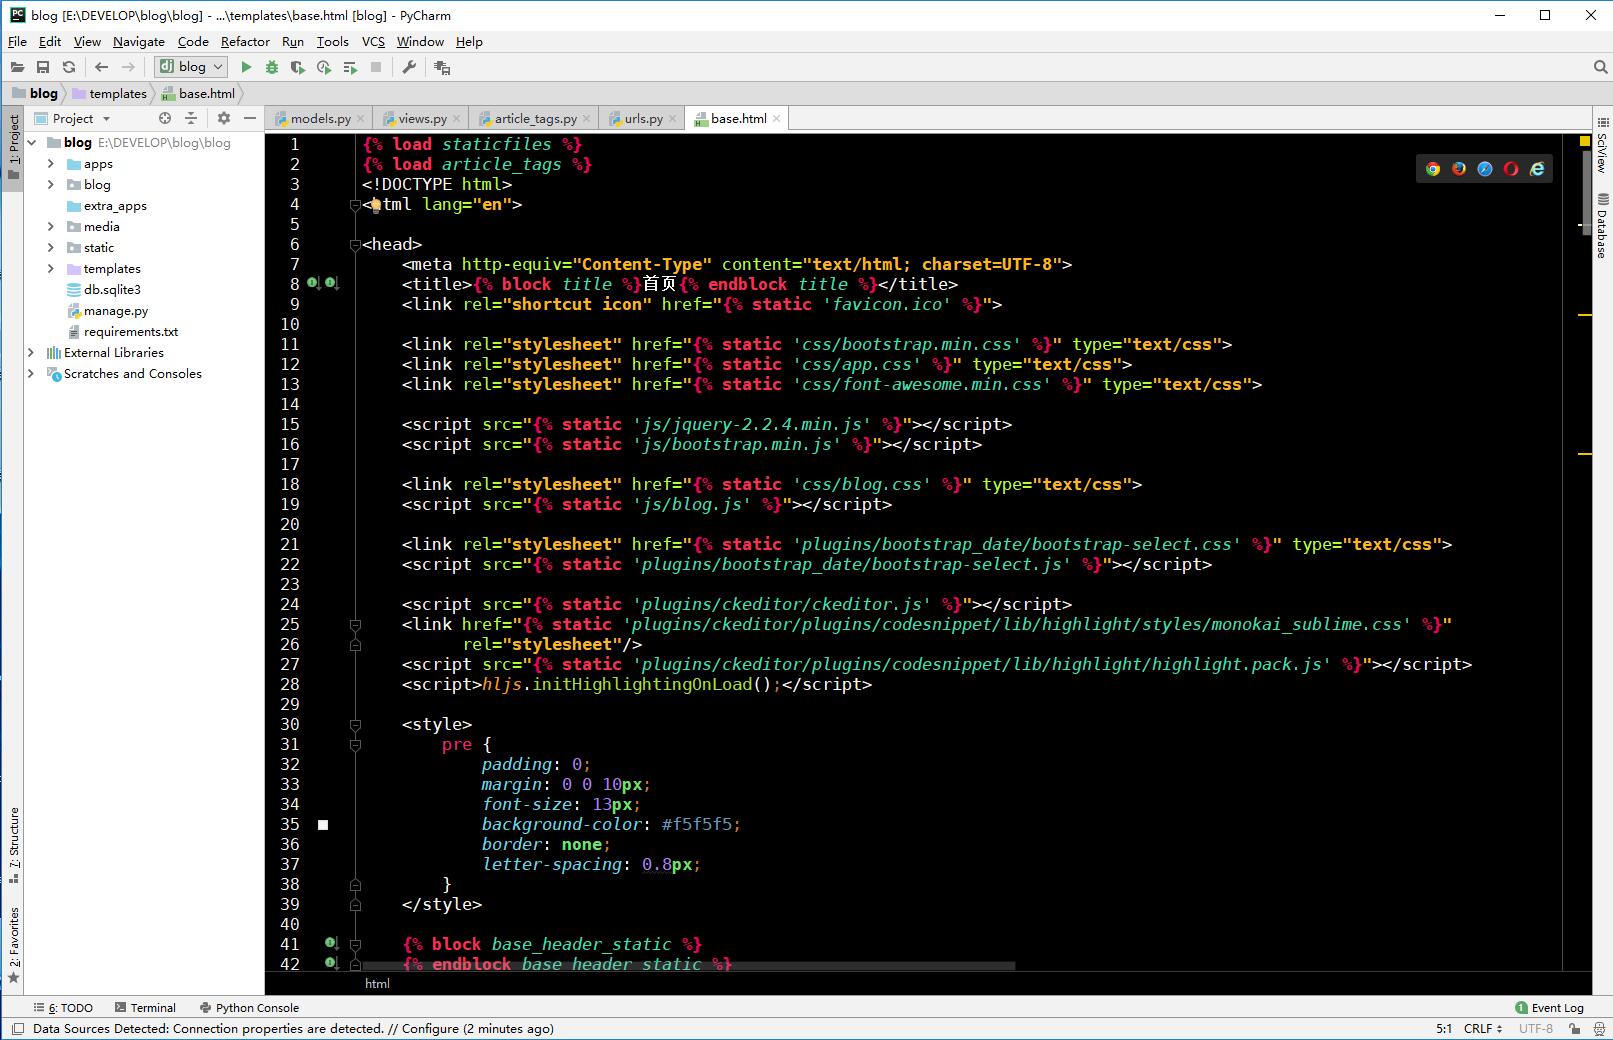 blog [E:\DEVELOP\blog\blog] - ...\templates\base.html [blog] - PyCharm
File Edit View Navigate Code Refactor Run Tools VCS Window Help
blog
blog templates base.html
Project
models.py views.py article_tags.py urls.py base.html
1: Project
7: Structure
2: Favorites
blog E:\DEVELOP\blog\blog
apps
blog
extra_apps
media
static
templates
db.sqlite3
manage.py
requirements.txt
External Libraries
Scratches and Consoles
1 {% load staticfiles %}
2 {% load article_tags %}
3 <!DOCTYPE html>
4 <html lang="en">
5
6 <head>
7 <meta http-equiv="Content-Type" content="text/html; charset=UTF-8">
8 <title>{% block title %}首页{% endblock title %}</title>
9 <link rel="shortcut icon" href="{% static 'favicon.ico' %}">
10
11 <link rel="stylesheet" href="{% static 'css/bootstrap.min.css' %}" type="text/css">
12 <link rel="stylesheet" href="{% static 'css/app.css' %}" type="text/css">
13 <link rel="stylesheet" href="{% static 'css/font-awesome.min.css' %}" type="text/css">
14
15 <script src="{% static 'js/jquery-2.2.4.min.js' %}"></script>
16 <script src="{% static 'js/bootstrap.min.js' %}"></script>
17
18 <link rel="stylesheet" href="{% static 'css/blog.css' %}" type="text/css">
19 <script src="{% static 'js/blog.js' %}"></script>
20
21 <link rel="stylesheet" href="{% static 'plugins/bootstrap_date/bootstrap-select.css' %}" type="text/css">
22 <script src="{% static 'plugins/bootstrap_date/bootstrap-select.js' %}"></script>
23
24 <script src="{% static 'plugins/ckeditor/ckeditor.js' %}"></script>
25 <link href="{% static 'plugins/ckeditor/plugins/codesnippet/lib/highlight/styles/monokai_sublime.css' %}"
26 rel="stylesheet"/>
27 <script src="{% static 'plugins/ckeditor/plugins/codesnippet/lib/highlight/highlight.pack.js' %}"></script>
28 <script>hljs.initHighlightingOnLoad();</script>
29
30 <style>
31 pre {
32 padding: 0;
33 margin: 0 0 10px;
34 font-size: 13px;
35 background-color: #f5f5f5;
36 border: none;
37 letter-spacing: 0.8px;
38 }
39 </style>
40
41 {% block base_header_static %}
42 {% endblock base_header_static %}
html
SciView
Database
6: TODO Terminal Python Console 1 Event Log
Data Sources Detected: Connection properties are detected. // Configure (2 minutes ago) 5:1 CRLF UTF-8